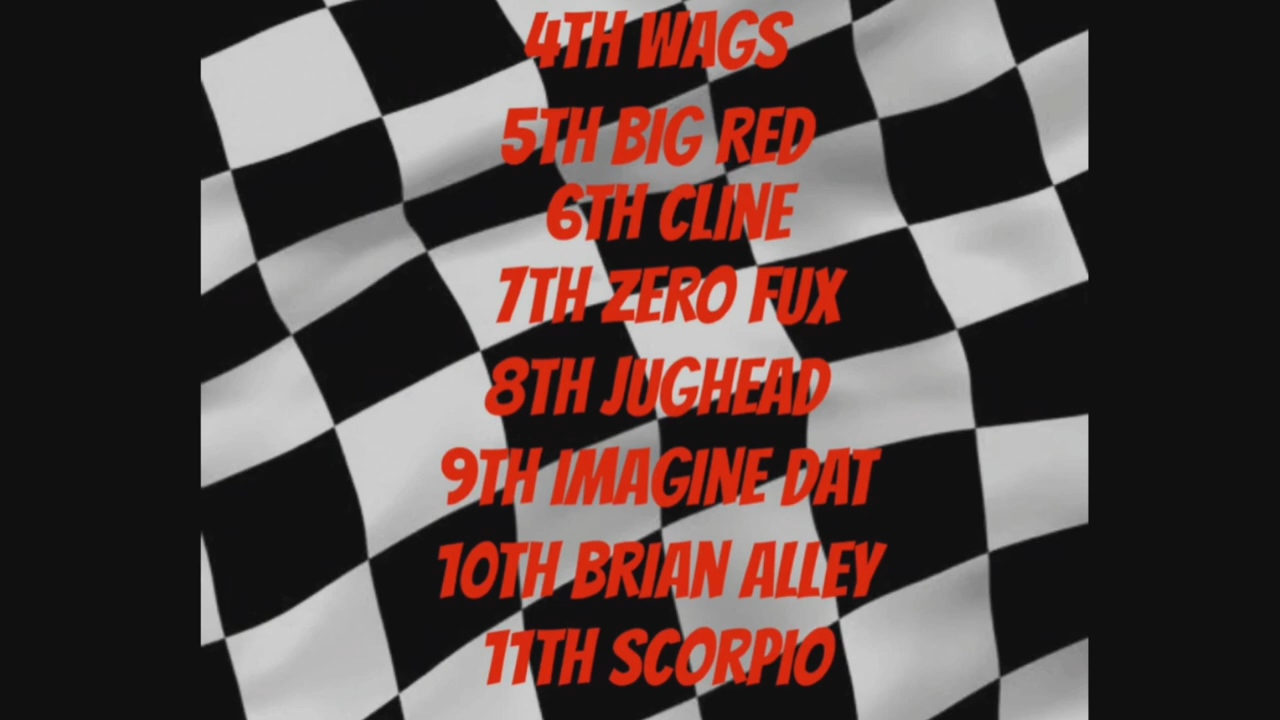 4TH WAGS
5TH BIG RED
6TH CLINE
7TH ZERO FUX
8TH JUGHEAD
9TH IMAGINE DAT
10TH BRIAN ALLEY
11TH SCORPIO